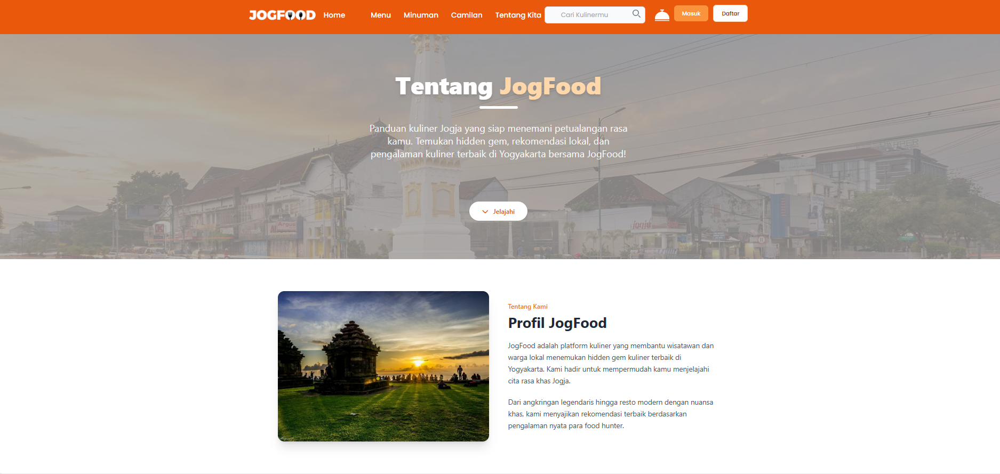 JOGFOOD Home Menu Minuman Camilan Tentang Kita Cari Kulinermu Masuk Daftar
Tentang JogFood
Panduan kuliner Jogja yang siap menemani petualangan rasa
kamu. Temukan hidden gem, rekomendasi lokal, dan
pengalaman kuliner terbaik di Yogyakarta bersama JogFood!
Argus
jogja
Jelajahi
Tentang Kami
Profil JogFood
JogFood adalah platform kuliner yang membantu wisatawan dan
warga lokal menemukan hidden gem kuliner terbaik di
Yogyakarta. Kami hadir untuk mempermudah kamu menjelajahi
cita rasa khas Jogja.
Dari angkringan legendaris hingga resto modern dengan nuansa
khas, kami menyajikan rekomendasi terbaik berdasarkan
pengalaman nyata para food hunter.